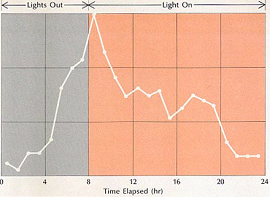 Lights Out Light On
0 4 8 12 16 20 24
Time Elapsed (hr)